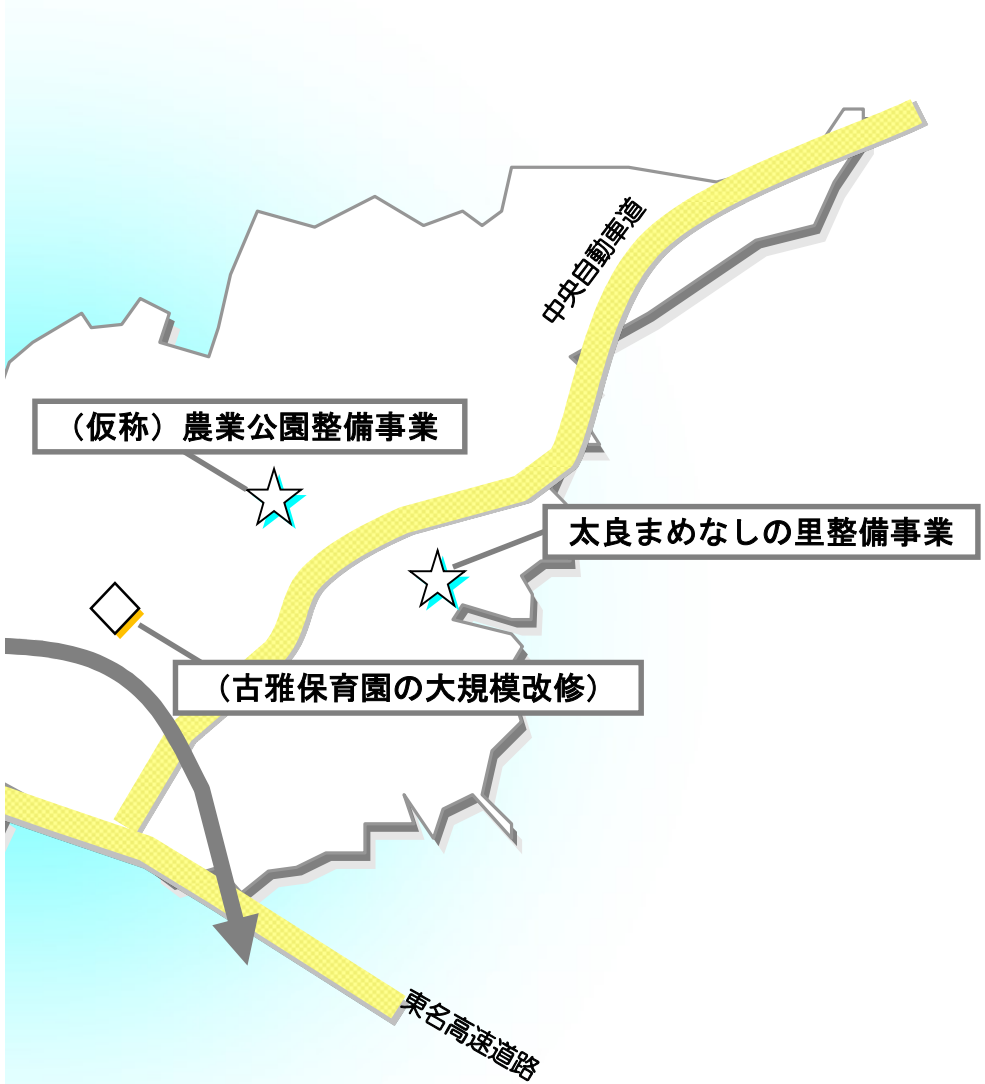 中央自動車道
(仮称)農業公園整備事業
太良まめなしの里整備事業
(古雅保育園の大規模改修)
東名高速道路